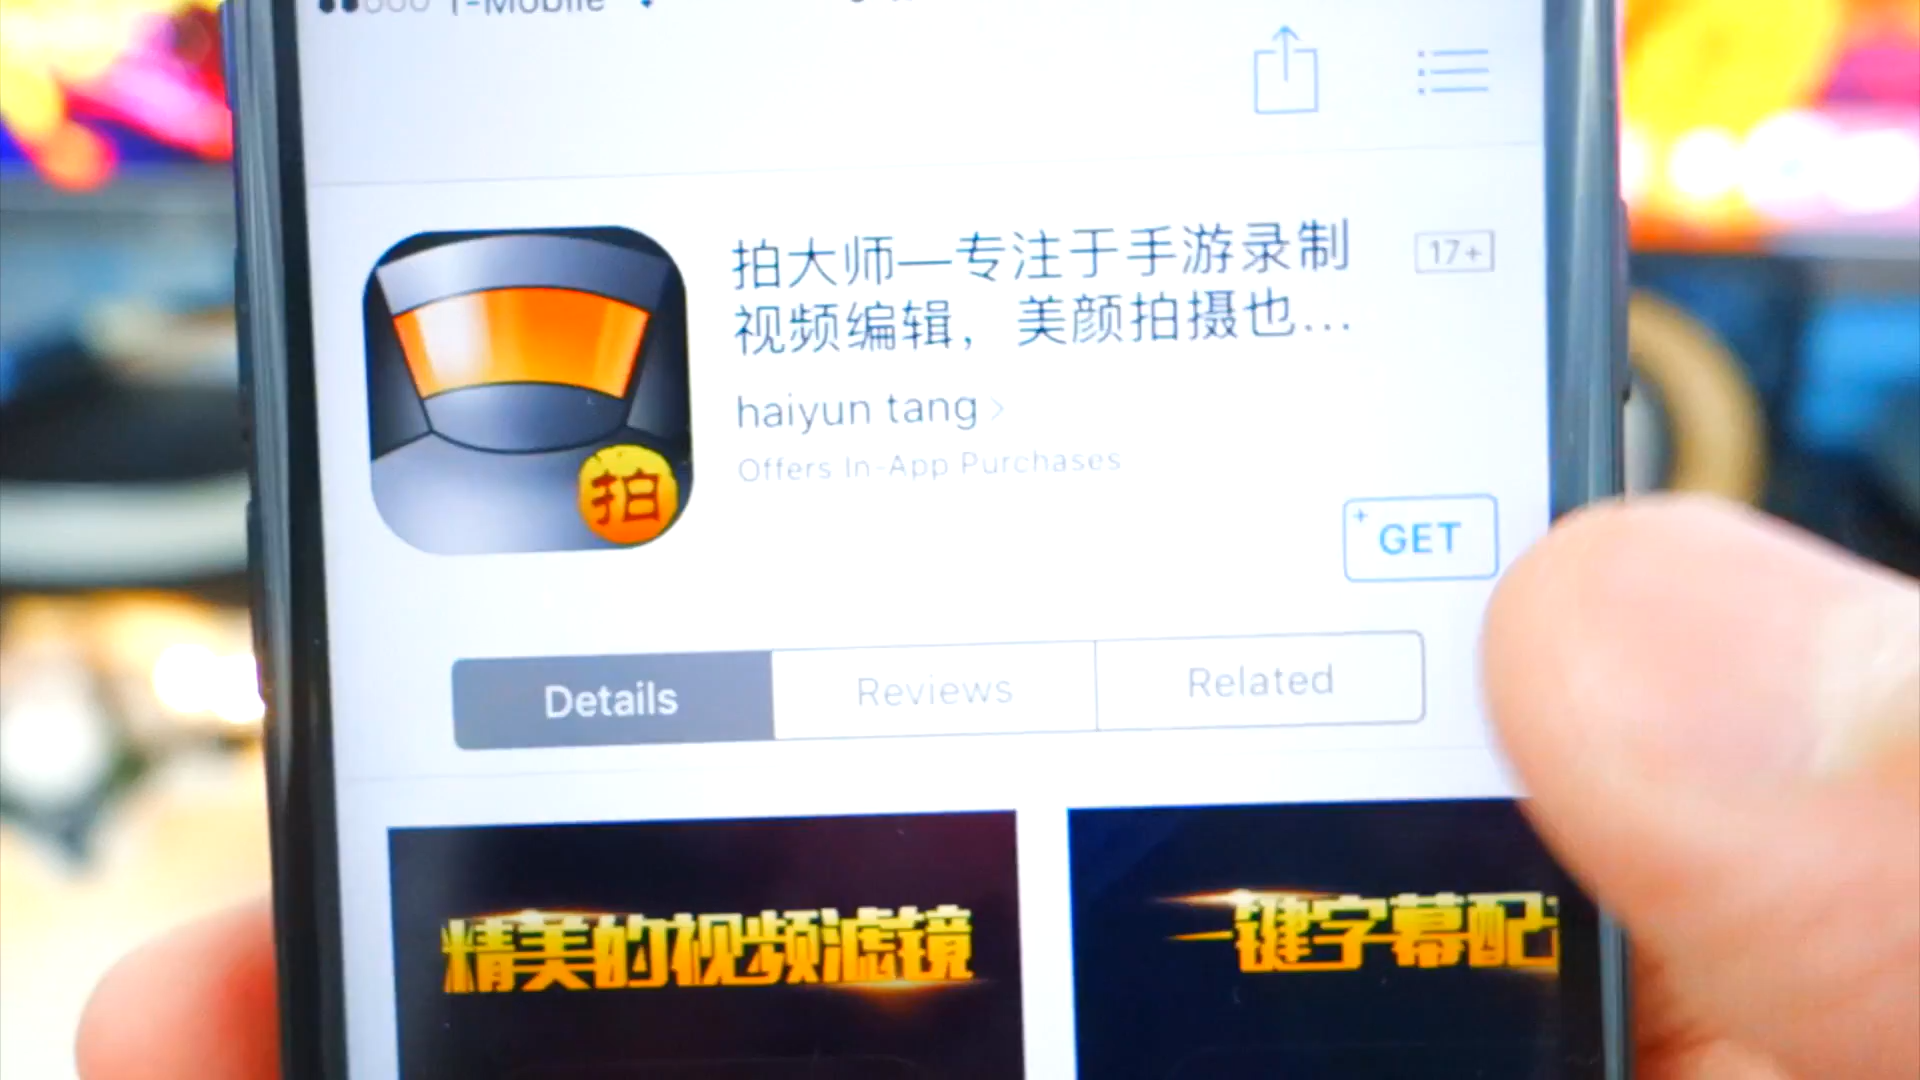 T-Mobile
拍大师—专注于手游录制
视频编辑，美颜拍摄也...
17+
haiyun tang >
Offers In-App Purchases
拍
+ GET
Details
Reviews
Related
精美的视频滤镜
一键字幕配